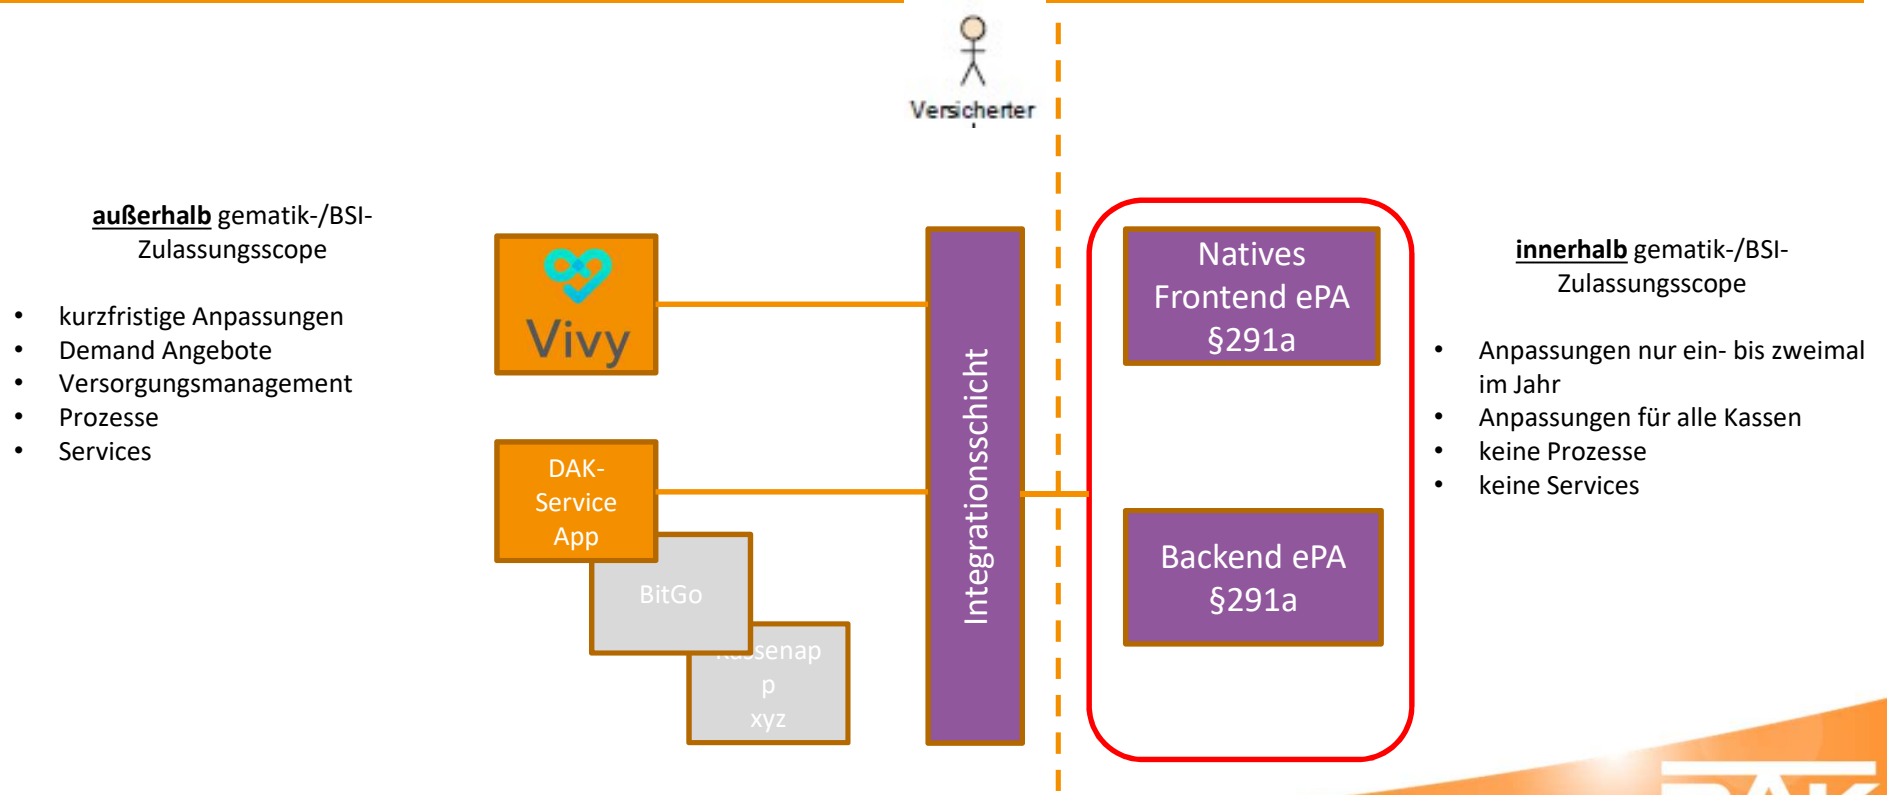 Versicherter
außerhalb gematik-/BSI-
Zulassungsscope
• kurzfristige Anpassungen
• Demand Angebote
• Versorgungsmanagement
• Prozesse
• Services
Vivy
DAK-
Service
App
BitGo
Kassenap
p
xyz
Integrationsschicht
Natives
Frontend ePA
§291a
Backend ePA
§291a
innerhalb gematik-/BSI-
Zulassungsscope
• Anpassungen nur ein- bis zweimal
im Jahr
• Anpassungen für alle Kassen
• keine Prozesse
• keine Services
DAK